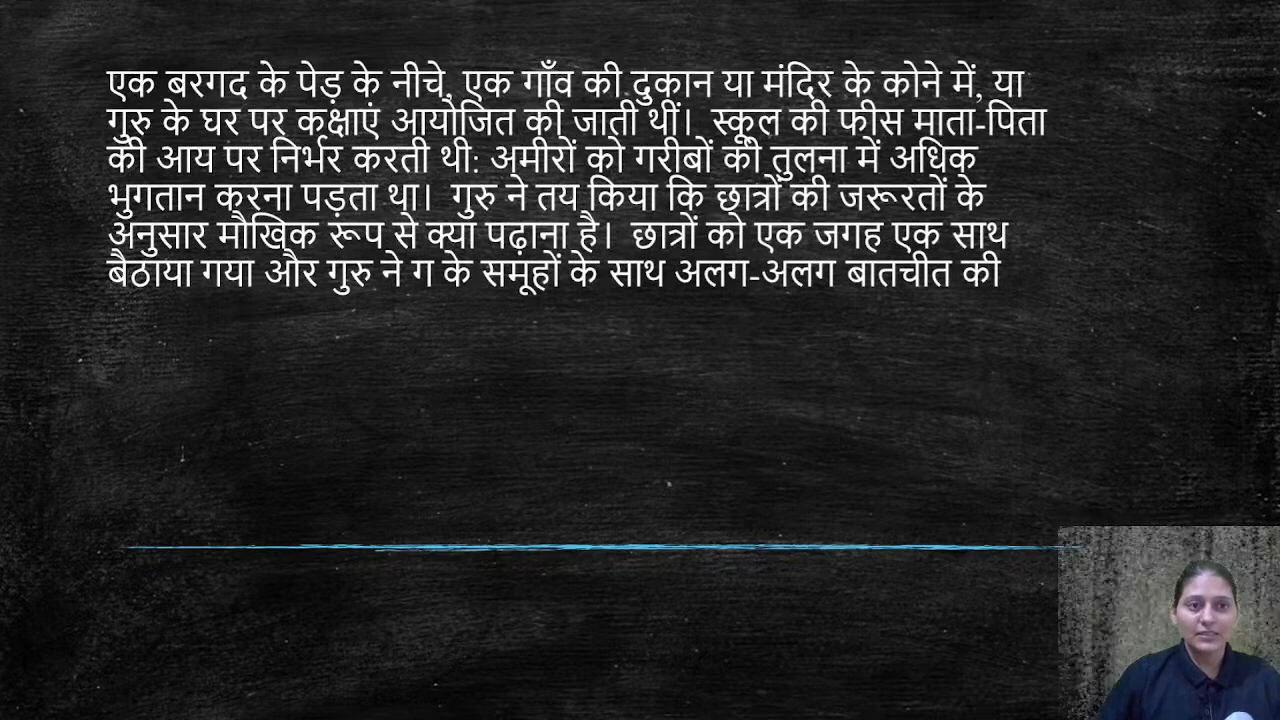 एक बरगद के पेड़ के नीचे, एक गाँव की दुकान या मंदिर के कोने में, या
गुरु के घर पर कक्षाएं आयोजित की जाती थीं।  स्कूल की फीस माता-पिता
की आय पर निर्भर करती थी: अमीरों को गरीबों की तुलना में अधिक
भुगतान करना पड़ता था।  गुरु ने तय किया कि छात्रों की जरूरतों के
अनुसार मौखिक रूप से क्या पढ़ाना है।  छात्रों को एक जगह एक साथ
बैठाया गया और गुरु ने ग के समूहों के साथ अलग-अलग बातचीत की